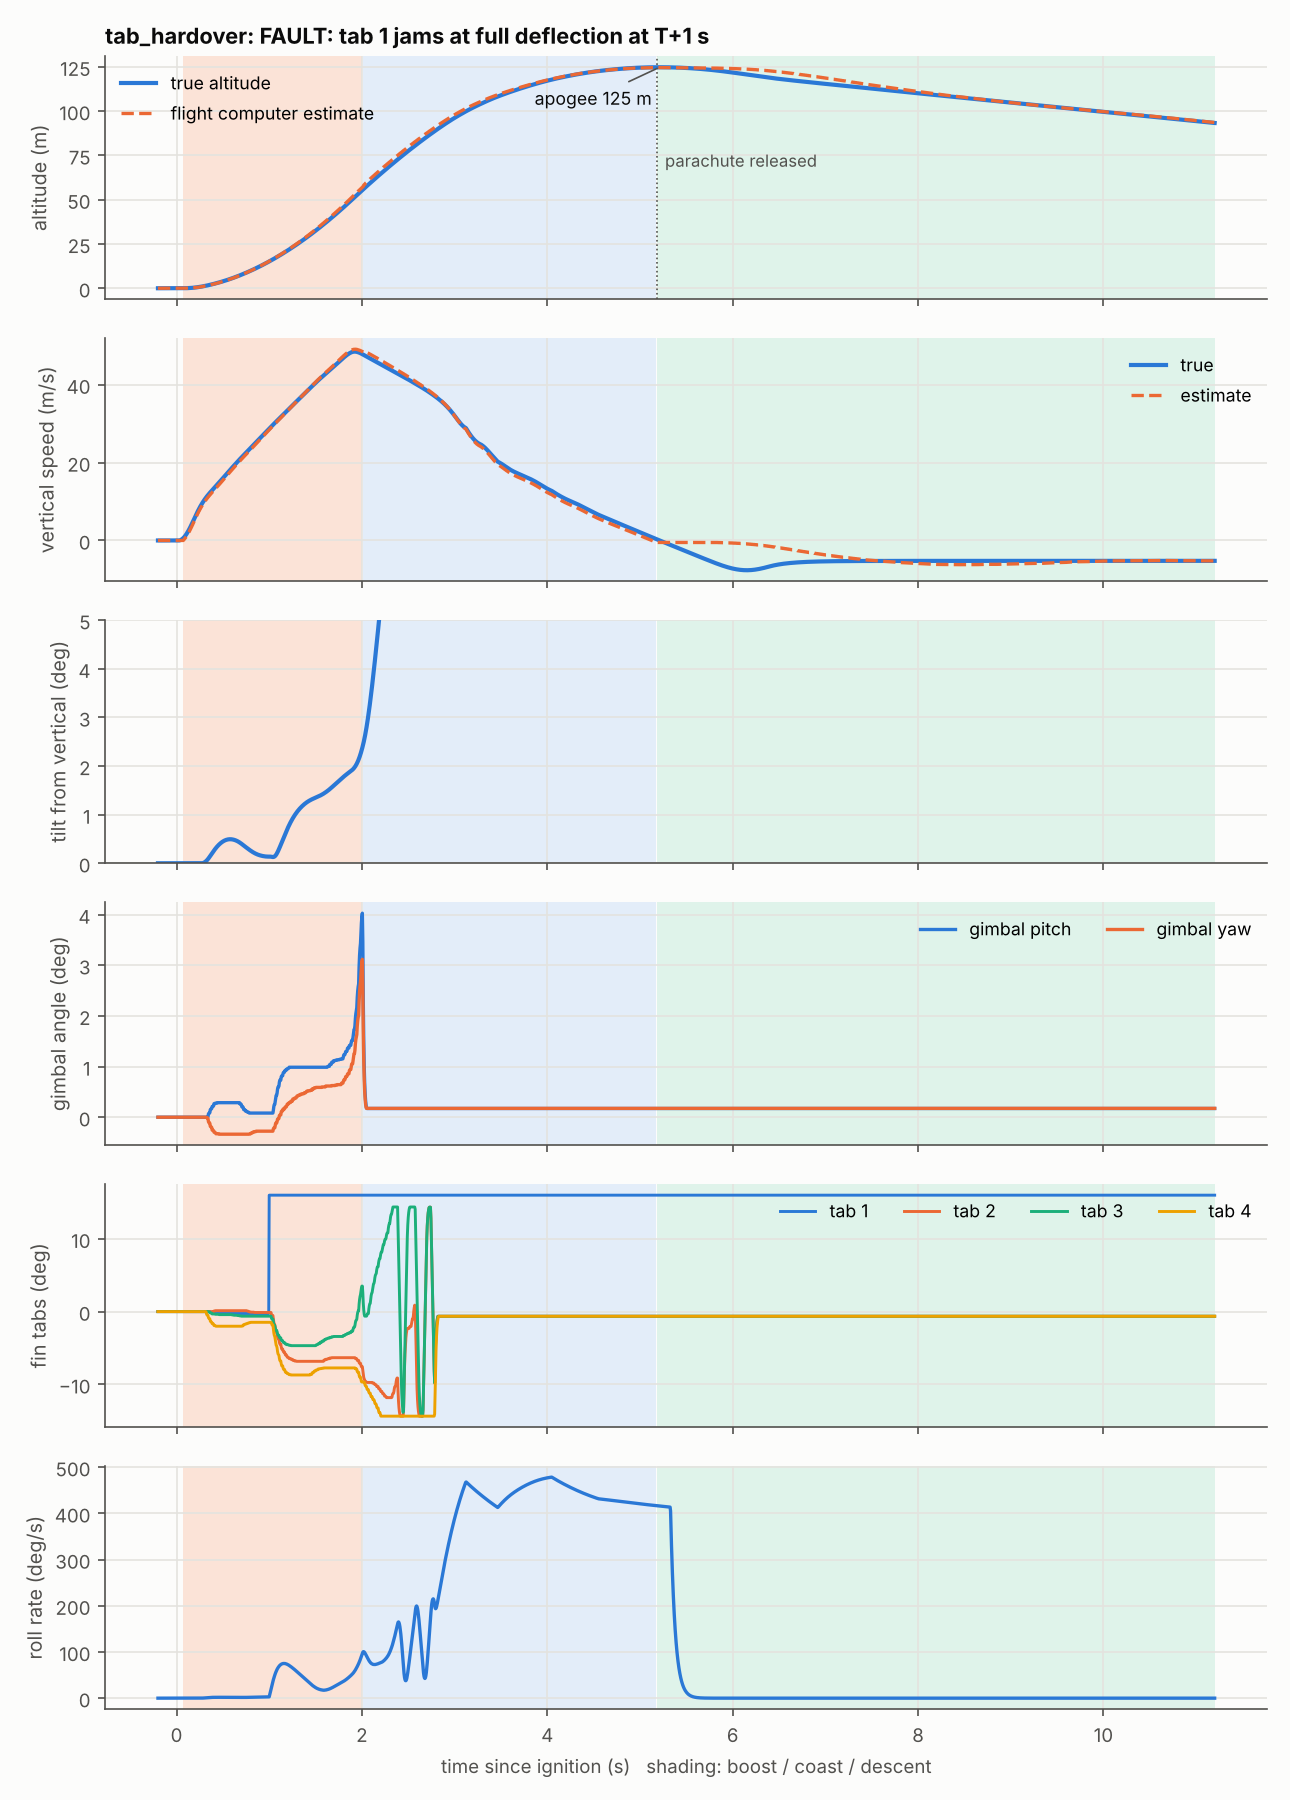 tab_hardover: FAULT: tab 1 jams at full deflection at T+1 s
altitude (m)
125
100
75
50
25
0
true altitude
flight computer estimate
apogee 125 m
parachute released
vertical speed (m/s)
40
20
0
true
estimate
tilt from vertical (deg)
5
4
3
2
1
0
gimbal angle (deg)
4
3
2
1
0
gimbal pitch
gimbal yaw
fin tabs (deg)
10
0
−10
tab 1
tab 2
tab 3
tab 4
roll rate (deg/s)
500
400
300
200
100
0
0
2
4
6
8
10
time since ignition (s)   shading: boost / coast / descent